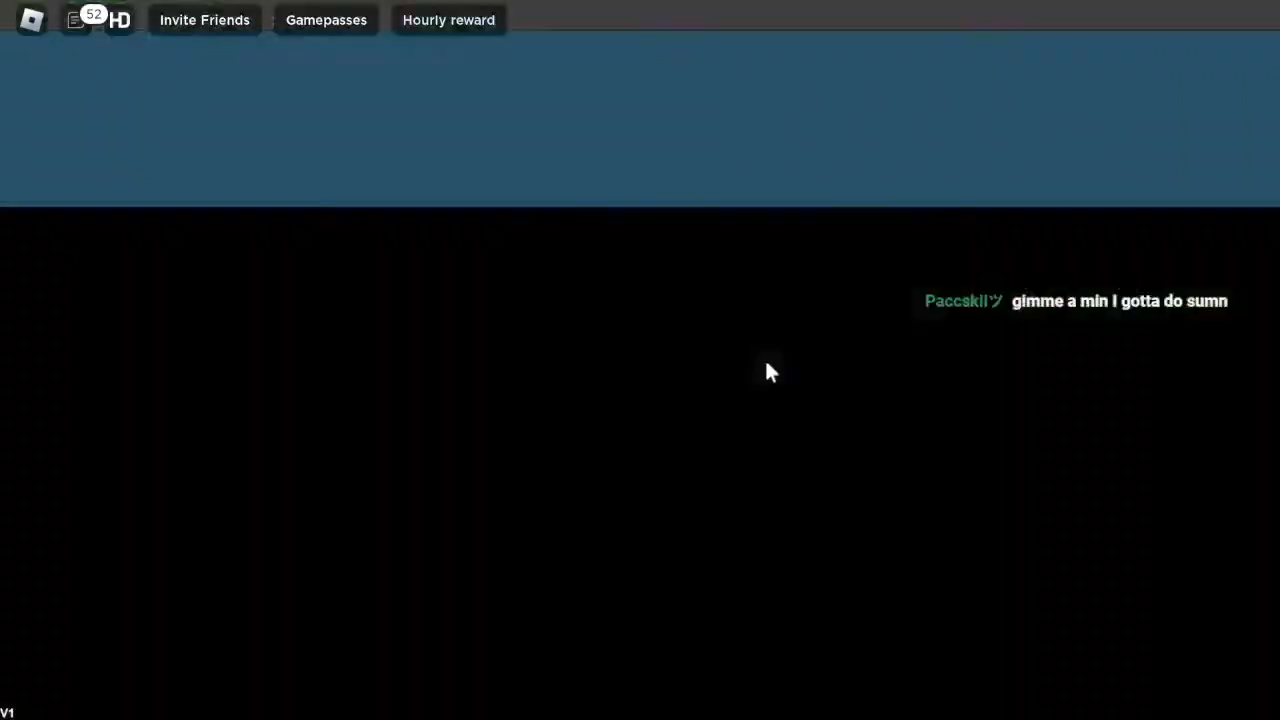 52
HD
Invite Friends
Gamepasses
Hourly reward
Paccskiiツ gimme a min i gotta do sumn
V1